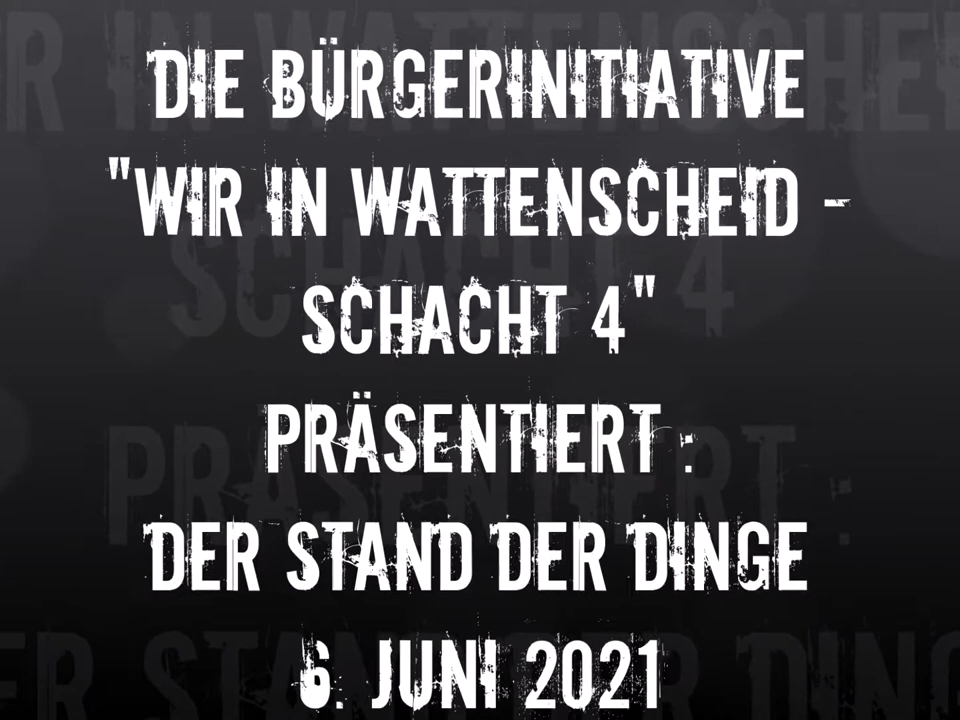 DIE BÜRGERINITIATIVE
"WIR IN WATTENSCHEID -
SCHACHT 4"
PRÄSENTIERT :
DER STAND DER DINGE
6. JUNI 2021